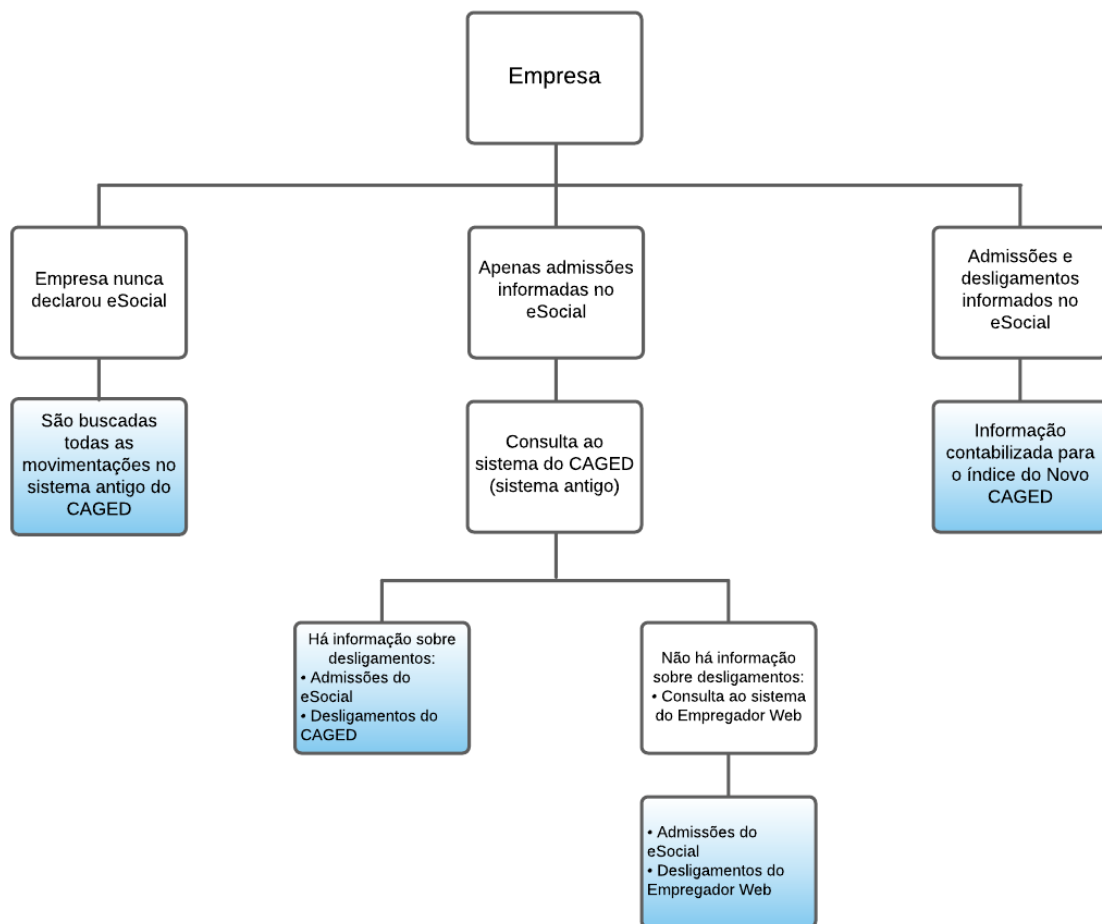 Empresa
Empresa nunca
declarou eSocial
Apenas admissões
informadas no
eSocial
Admissões e
desligamentos
informados no
eSocial
São buscadas
todas as
movimentações no
sistema antigo do
CAGED
Consulta ao
sistema do CAGED
(sistema antigo)
Informação
contabilizada para
o índice do Novo
CAGED
Há informação sobre
desligamentos:
• Admissões do
eSocial
• Desligamentos do
CAGED
Não há informação
sobre desligamentos:
• Consulta ao sistema
do Empregador Web
• Admissões do
eSocial
• Desligamentos do
Empregador Web